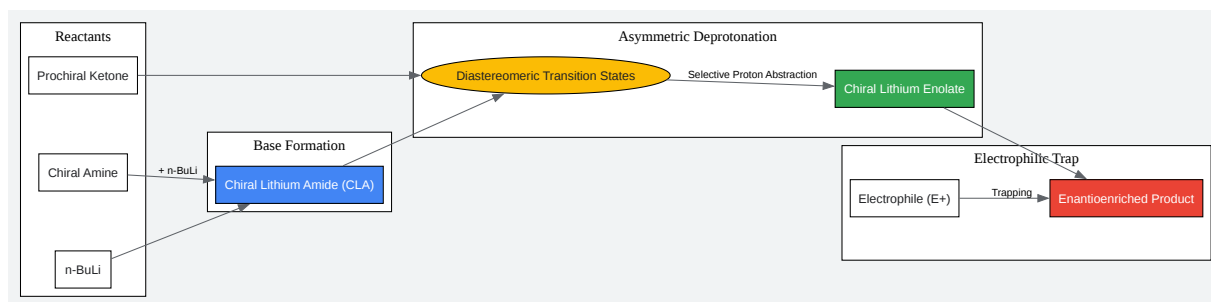 Reactants
Prochiral Ketone
Chiral Amine
n-BuLi
+ n-BuLi
Base Formation
Chiral Lithium Amide (CLA)
Asymmetric Deprotonation
Diastereomeric Transition States
Selective Proton Abstraction
Chiral Lithium Enolate
Electrophilic Trap
Electrophile (E+)
Trapping
Enantioenriched Product